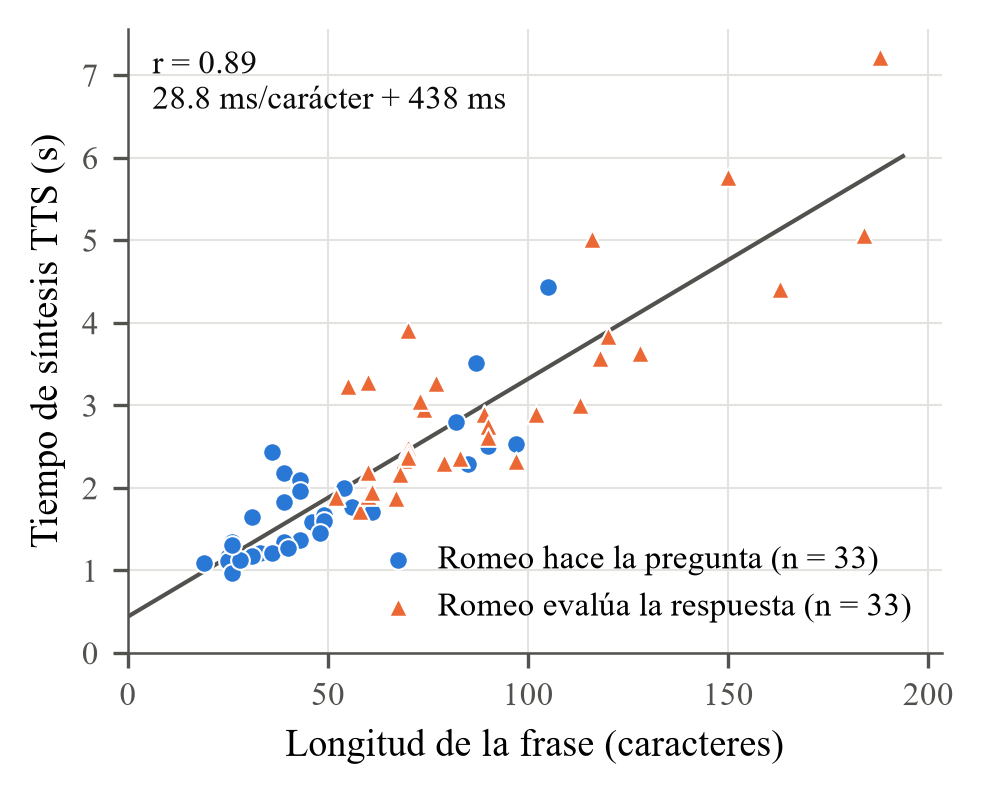 r = 0.89
28.8 ms/carácter + 438 ms
Tiempo de síntesis TTS (s)
7
6
5
4
3
2
1
0
Romeo hace la pregunta (n = 33)
Romeo evalúa la respuesta (n = 33)
0 50 100 150 200
Longitud de la frase (caracteres)